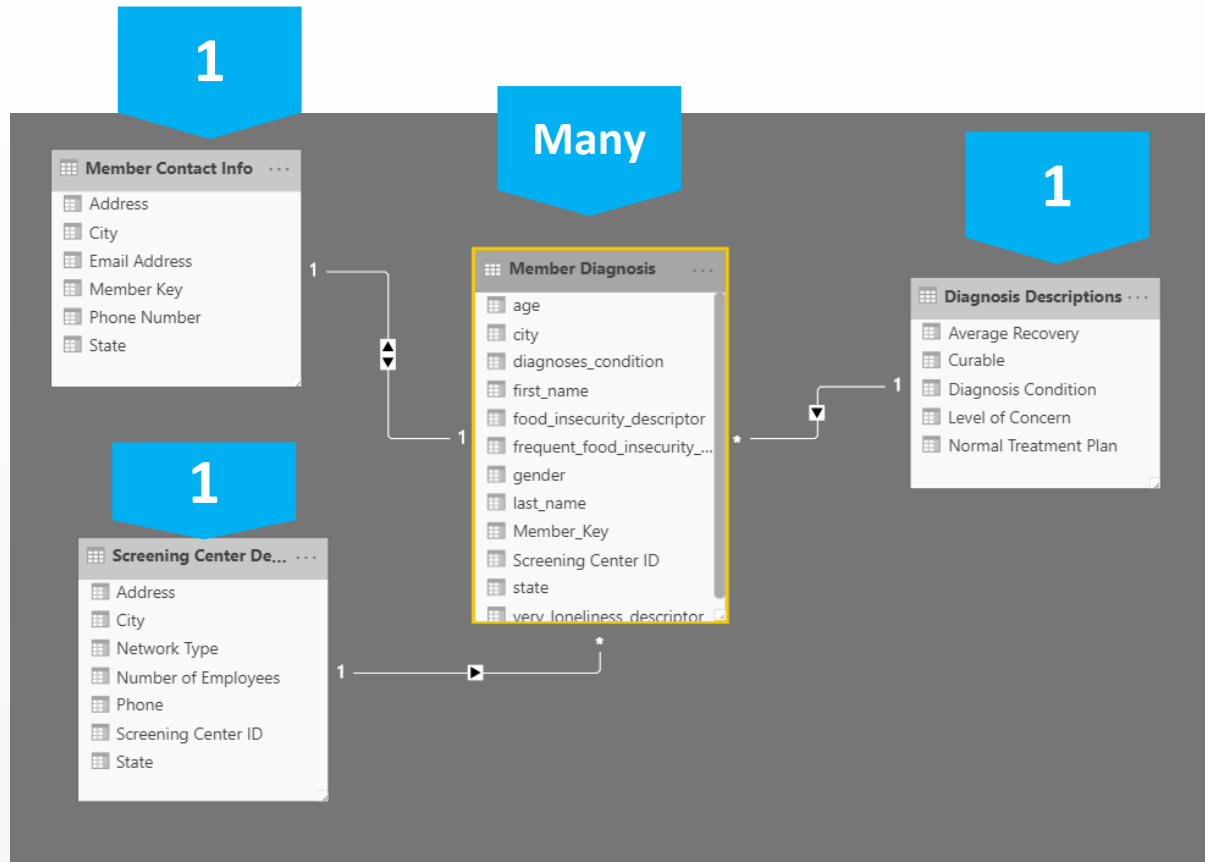 1
Many
1
Member Contact Info ...
Address
City
Email Address
Member Key
Phone Number
State
1
1
Member Diagnosis ...
age
city
diagnoses_condition
first_name
food_insecurity_descriptor
frequent_food_insecurity_...
gender
last_name
Member_Key
Screening Center ID
state
very_loneliness_descriptor
*
*
Diagnosis Descriptions ...
Average Recovery
Curable
Diagnosis Condition
Level of Concern
Normal Treatment Plan
1
1
Screening Center De... ...
Address
City
Network Type
Number of Employees
Phone
Screening Center ID
State
1